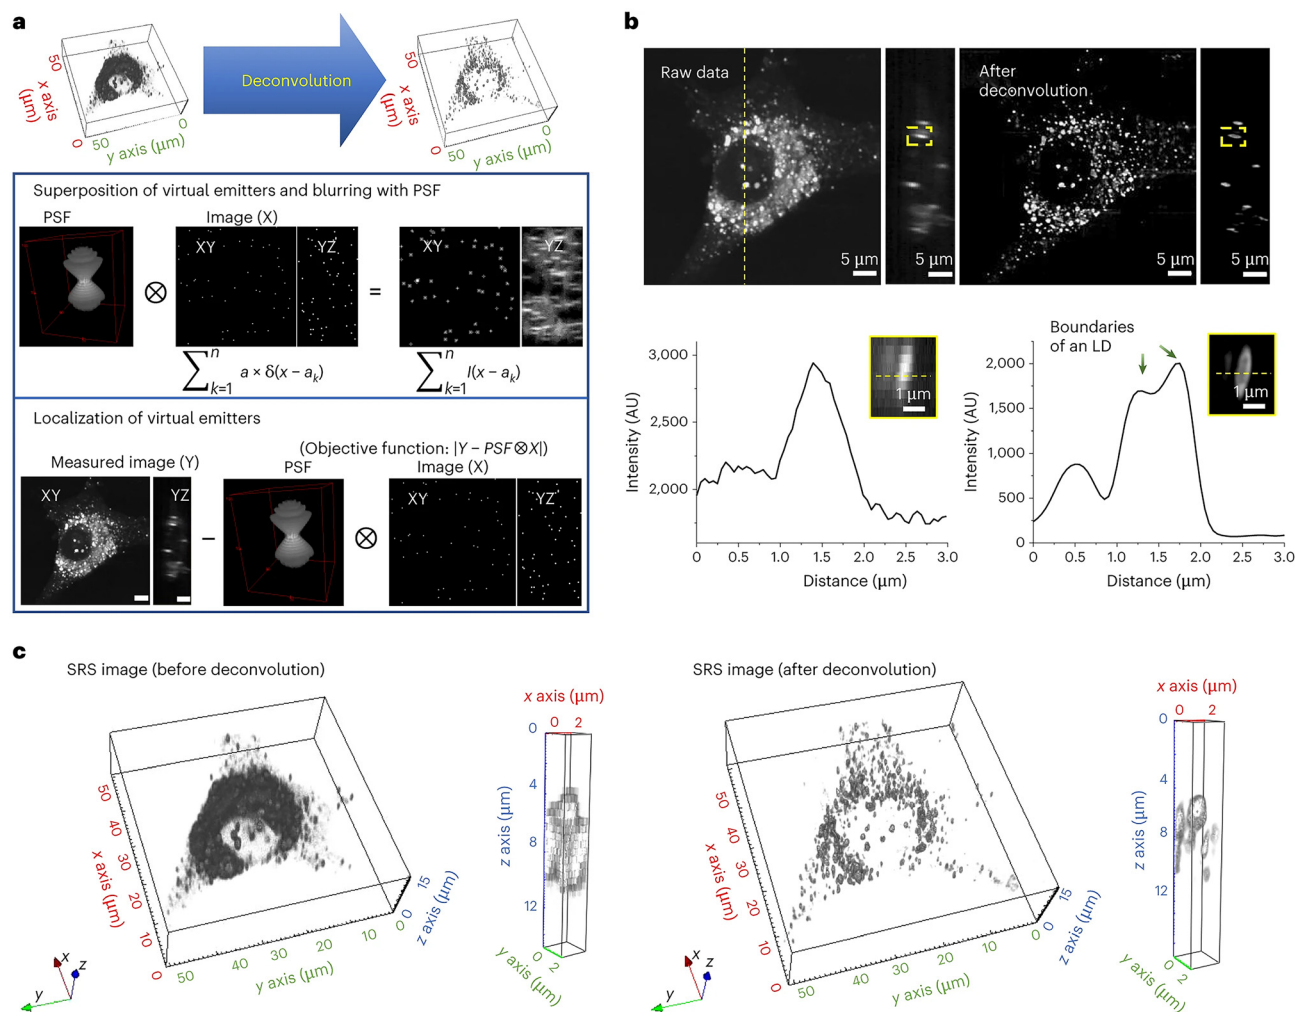 a
50
x axis
(µm)
0
50
y axis (µm)
0
Deconvolution
50
x axis
(µm)
0
50
y axis (µm)
0
Superposition of virtual emitters and blurring with PSF
PSF
Image (X)
XY
YZ
XY
YZ
⊗
=
∑ n k=1 a × δ(x − a_k)
∑ n k=1 I(x − a_k)
Localization of virtual emitters
(Objective function: |Y − PSF⊗X|)
Measured image (Y)
PSF
Image (X)
XY
YZ
−
⊗
XY
YZ
b
Raw data
5 µm
5 µm
After
deconvolution
5 µm
5 µm
3,000
2,500
2,000
Intensity (AU)
0
0.5
1.0
1.5
2.0
2.5
3.0
Distance (µm)
1 µm
Boundaries
of an LD
2,000
1,500
1,000
500
0
Intensity (AU)
0
0.5
1.0
1.5
2.0
2.5
3.0
Distance (µm)
1 µm
c
SRS image (before deconvolution)
50
40
30
20
10
0
x axis (µm)
50
40
30
20
10
0
y axis (µm)
0
15
z axis (µm)
x
z
y
x axis (µm)
0
2
0
4
8
12
z axis (µm)
0
2
y axis (µm)
SRS image (after deconvolution)
50
40
30
20
10
0
x axis (µm)
50
40
30
20
10
0
y axis (µm)
0
15
z axis (µm)
x
z
y
x axis (µm)
0
2
0
4
8
12
z axis (µm)
0
2
y axis (µm)